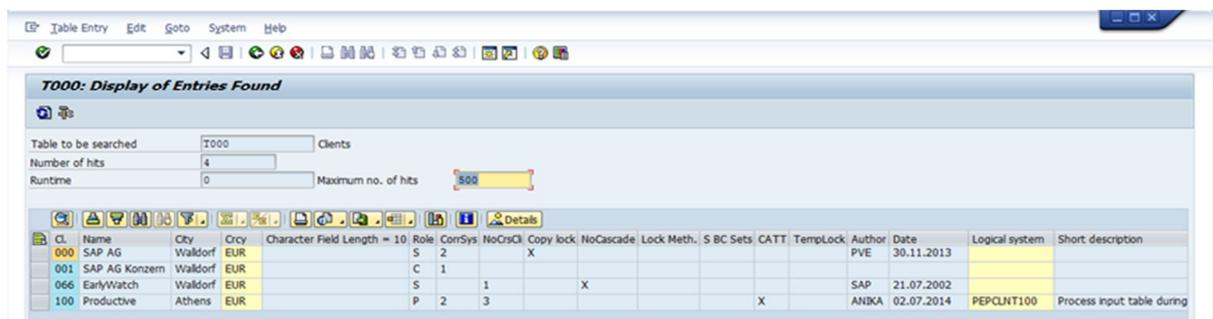 Table Entry Edit Goto System Help
T000: Display of Entries Found
Table to be searched T000 Clients
Number of hits 4
Runtime 0 Maximum no. of hits 500
Details
Cl. Name City Crcy Character Field Length = 10 Role CorrSys NoCrsCli Copy lock NoCascade Lock Meth. S BC Sets CATT TempLock Author Date Logical system Short description
000 SAP AG Walldorf EUR S 2 X PVE 30.11.2013
001 SAP AG Konzern Walldorf EUR C 1
066 EarlyWatch Walldorf EUR S 1 X SAP 21.07.2002
100 Productive Athens EUR P 2 3 X ANIKA 02.07.2014 PEPCLNT100 Process input table during